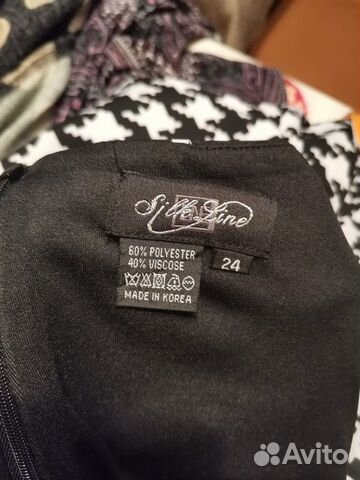 Silk Line
60% POLYESTER
40% VISCOSE
MADE IN KOREA
24
Avito